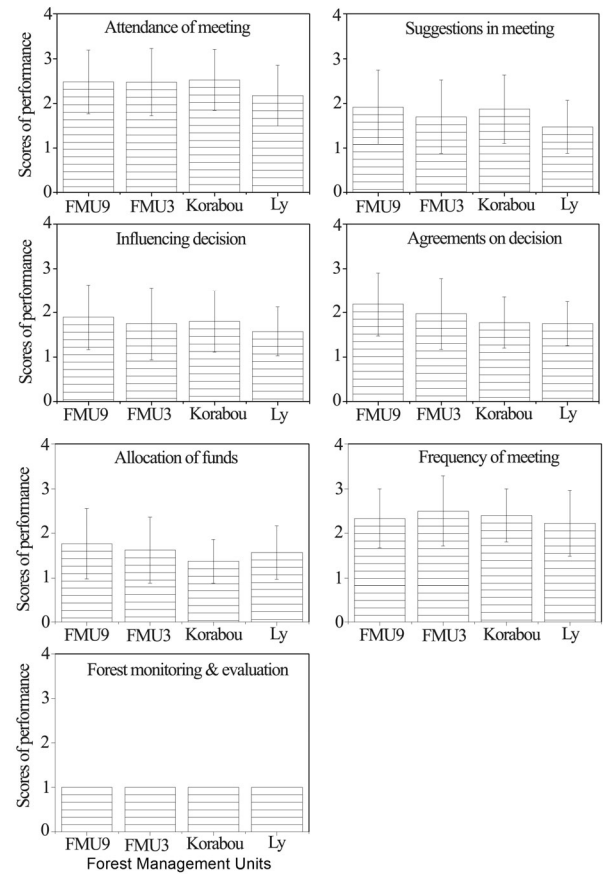 Attendance of meeting
Scores of performance
4
3
2
1
0
FMU9 FMU3 Korabou Ly
Suggestions in meeting
4
3
2
1
0
FMU9 FMU3 Korabou Ly
Influencing decision
Scores of performance
4
3
2
1
0
FMU9 FMU3 Korabou Ly
Agreements on decision
4
3
2
1
0
FMU9 FMU3 Korabou Ly
Allocation of funds
Scores of performance
4
3
2
1
0
FMU9 FMU3 Korabou Ly
Frequency of meeting
4
3
2
1
0
FMU9 FMU3 Korabou Ly
Forest monitoring & evaluation
Scores of performance
4
3
2
1
0
FMU9 FMU3 Korabou Ly
Forest Management Units